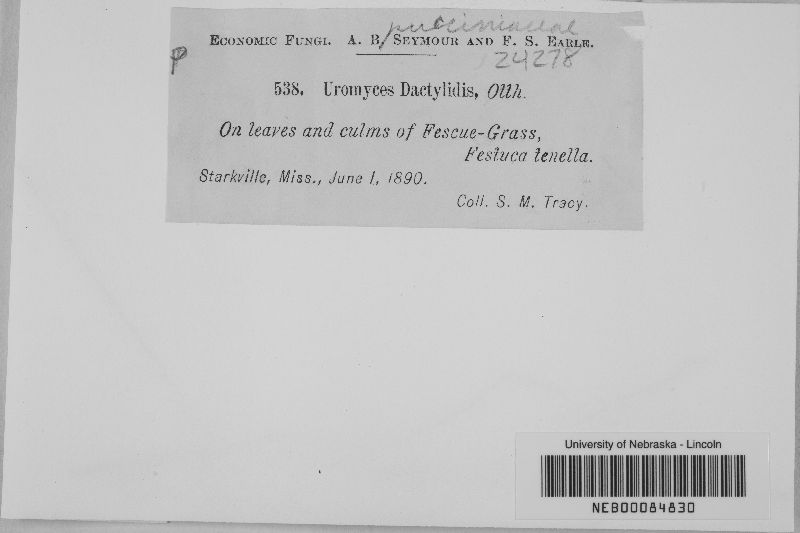 pucciniaceae
Economic Fungi. A. B. Seymour and F. S. Earle.
P
24278
538. Uromyces Dactylidis, Otth.
On leaves and culms of Fescue-Grass,
Festuca tenella.
Starkville, Miss., June 1, 1890.
Coll. S. M. Tracy.
University of Nebraska - Lincoln
NEB00084830